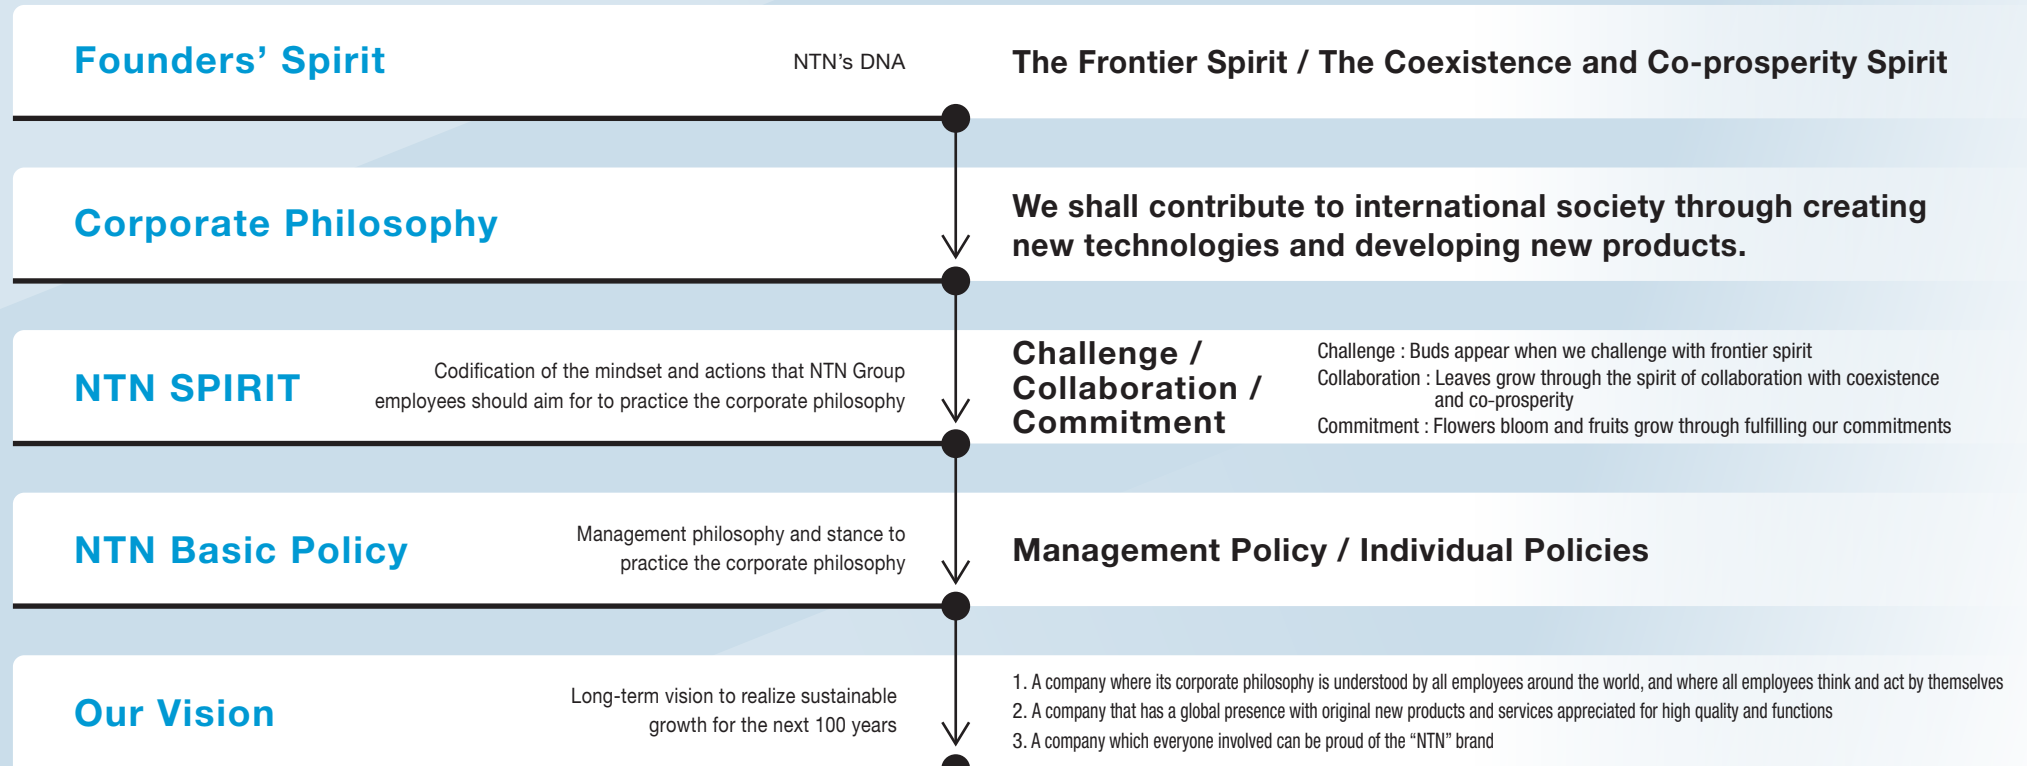 Founders’ Spirit
NTN’s DNA
The Frontier Spirit / The Coexistence and Co-prosperity Spirit
Corporate Philosophy
We shall contribute to international society through creating
new technologies and developing new products.
NTN SPIRIT
Codification of the mindset and actions that NTN Group
employees should aim for to practice the corporate philosophy
Challenge /
Collaboration /
Commitment
Challenge : Buds appear when we challenge with frontier spirit
Collaboration : Leaves grow through the spirit of collaboration with coexistence
and co-prosperity
Commitment : Flowers bloom and fruits grow through fulfilling our commitments
NTN Basic Policy
Management philosophy and stance to
practice the corporate philosophy
Management Policy / Individual Policies
Our Vision
Long-term vision to realize sustainable
growth for the next 100 years
1. A company where its corporate philosophy is understood by all employees around the world, and where all employees think and act by themselves
2. A company that has a global presence with original new products and services appreciated for high quality and functions
3. A company which everyone involved can be proud of the “NTN” brand